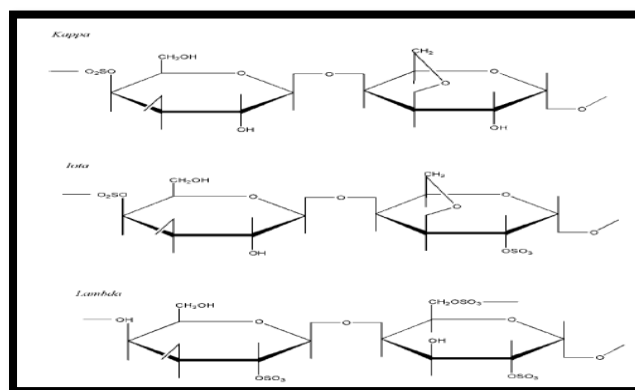 Kappa
CH₂OH
CH₂
O₂SO
O
O
O
O
OH
OH
O
Iota
CH₂OH
CH₂
O₂SO
O
O
O
O
OH
OSO₃
O
Lambda
CH₂OH
CH₂OSO₃
OH
O
O
O
OH
OSO₃
OSO₃
O